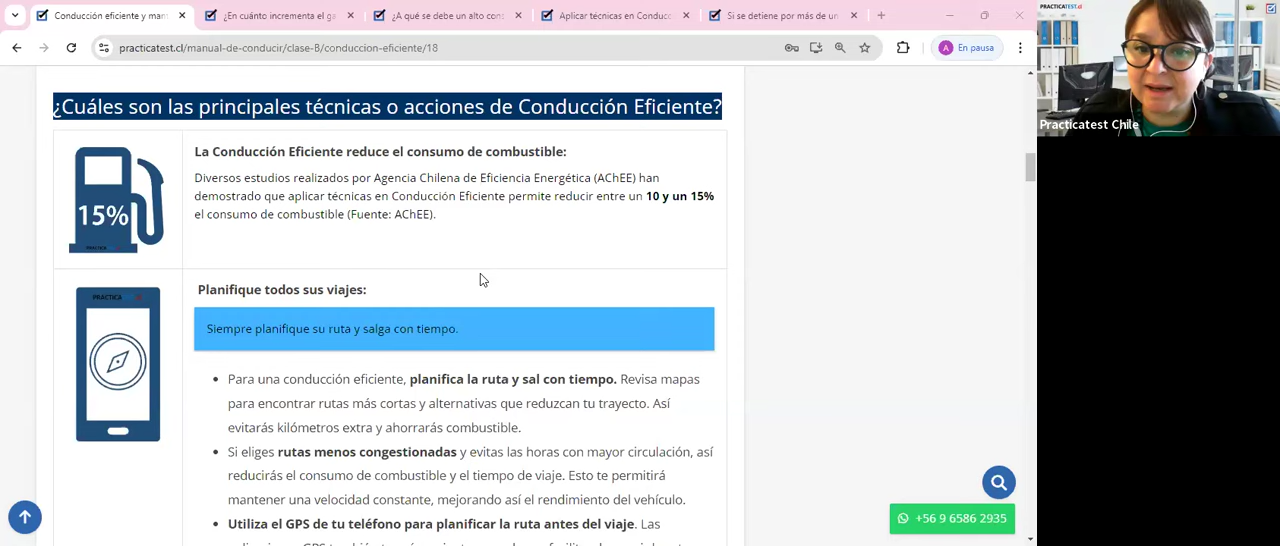 Conducción eficiente y man
¿En cuánto incrementa el ga
¿A qué se debe un alto con
Aplicar técnicas en Conducc
Si se detiene por más de un
practicatest.cl/manual-de-conducir/clase-B/conduccion-eficiente/18
A En pausa
PRACTICATEST.cl
Practicatest Chile
¿Cuáles son las principales técnicas o acciones de Conducción Eficiente?
15%
La Conducción Eficiente reduce el consumo de combustible:
Diversos estudios realizados por Agencia Chilena de Eficiencia Energética (AChEE) han
demostrado que aplicar técnicas en Conducción Eficiente permite reducir entre un 10 y un 15%
el consumo de combustible (Fuente: AChEE).
Planifique todos sus viajes:
Siempre planifique su ruta y salga con tiempo.
Para una conducción eficiente, planifica la ruta y sal con tiempo. Revisa mapas
para encontrar rutas más cortas y alternativas que reduzcan tu trayecto. Así
evitarás kilómetros extra y ahorrarás combustible.
Si eliges rutas menos congestionadas y evitas las horas con mayor circulación, así
reducirás el consumo de combustible y el tiempo de viaje. Esto te permitirá
mantener una velocidad constante, mejorando así el rendimiento del vehículo.
Utiliza el GPS de tu teléfono para planificar la ruta antes del viaje. Las
+56 9 6586 2935